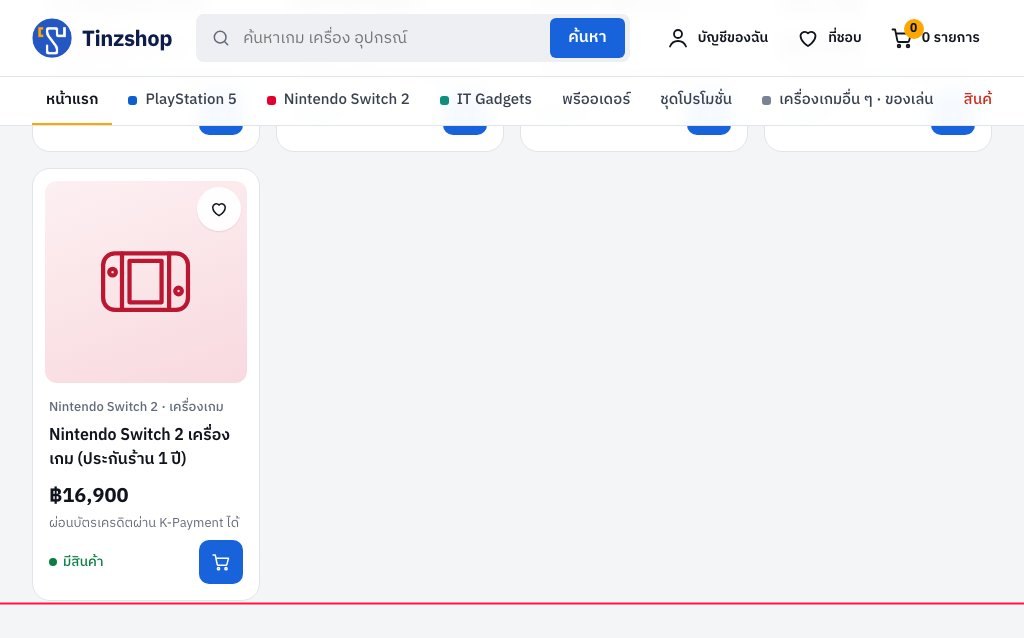 Tinzshop
ค้นหาเกม เครื่อง อุปกรณ์
ค้นหา
บัญชีของฉัน
ที่ชอบ
0
0 รายการ
หน้าแรก
PlayStation 5
Nintendo Switch 2
IT Gadgets
พรีออเดอร์
ชุดโปรโมชั่น
เครื่องเกมอื่น ๆ · ของเล่น
สินค้
Nintendo Switch 2 · เครื่องเกม
Nintendo Switch 2 เครื่อง
เกม (ประกันร้าน 1 ปี)
฿16,900
ผ่อนบัตรเครดิตผ่าน K-Payment ได้
มีสินค้า